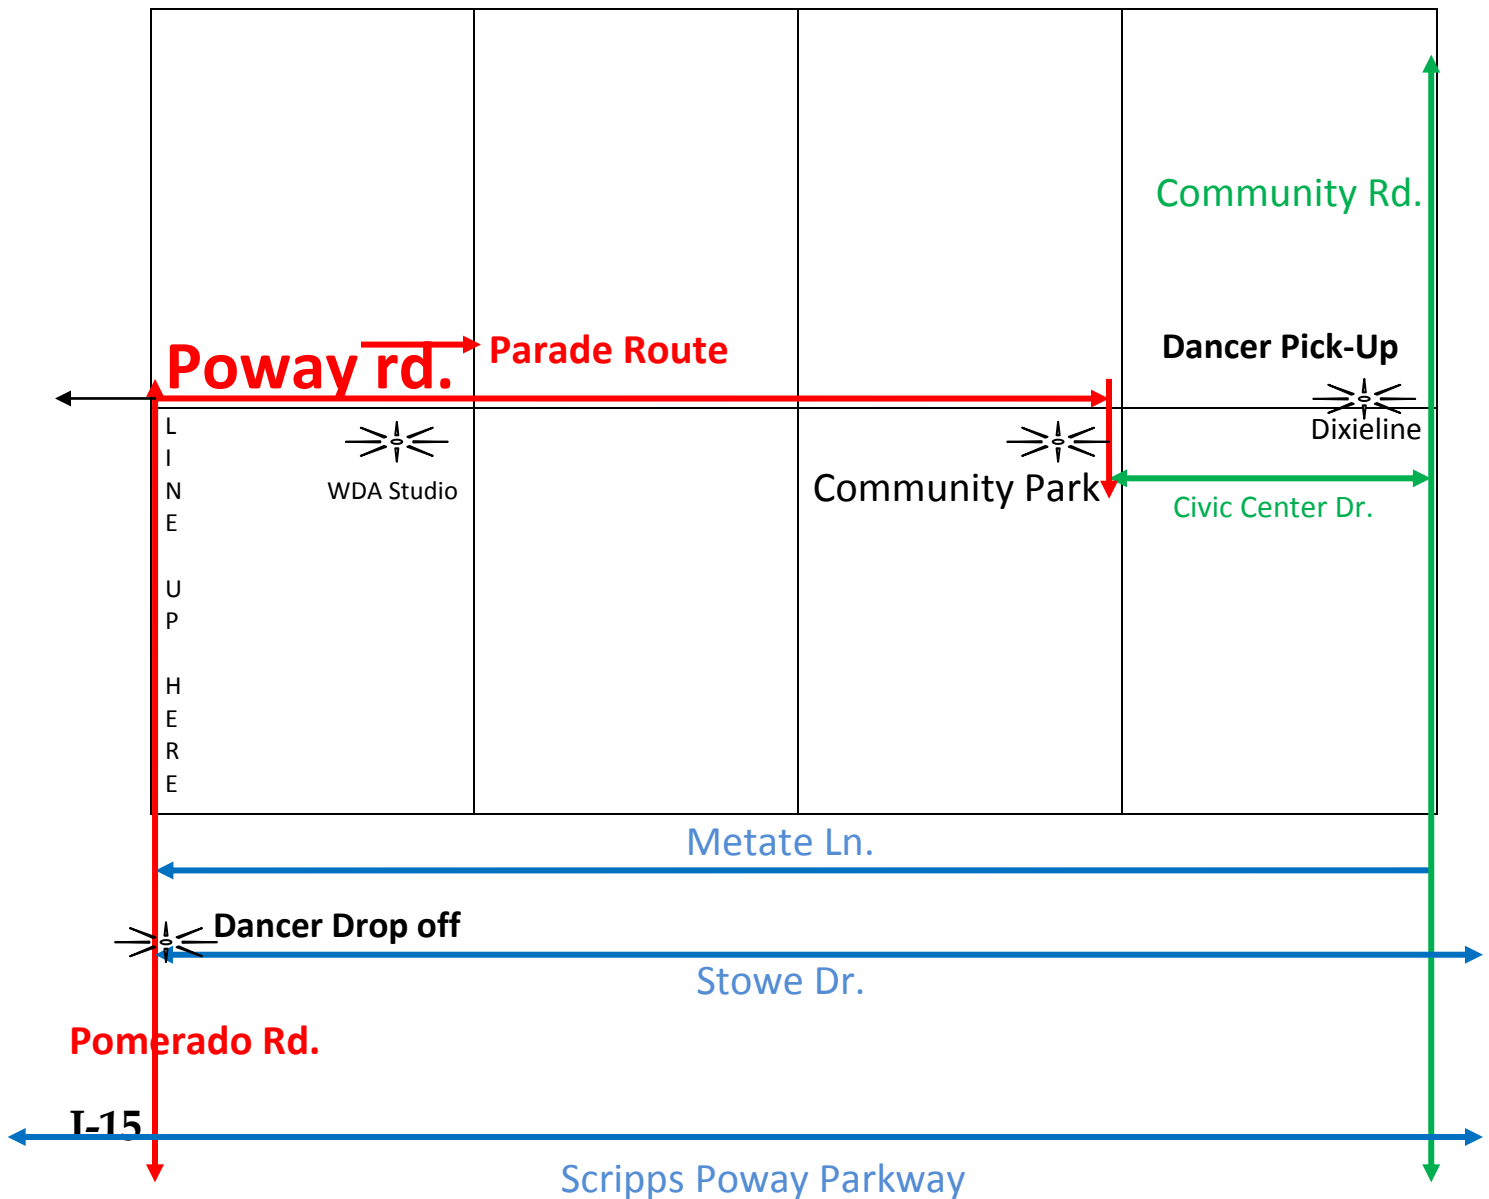 Community Rd.
Poway rd.
Parade Route
Dancer Pick-Up
Dixieline
L
I
N
E
U
P
H
E
R
E
WDA Studio
Community Park
Civic Center Dr.
Metate Ln.
Dancer Drop off
Stowe Dr.
Pomerado Rd.
I-15
Scripps Poway Parkway